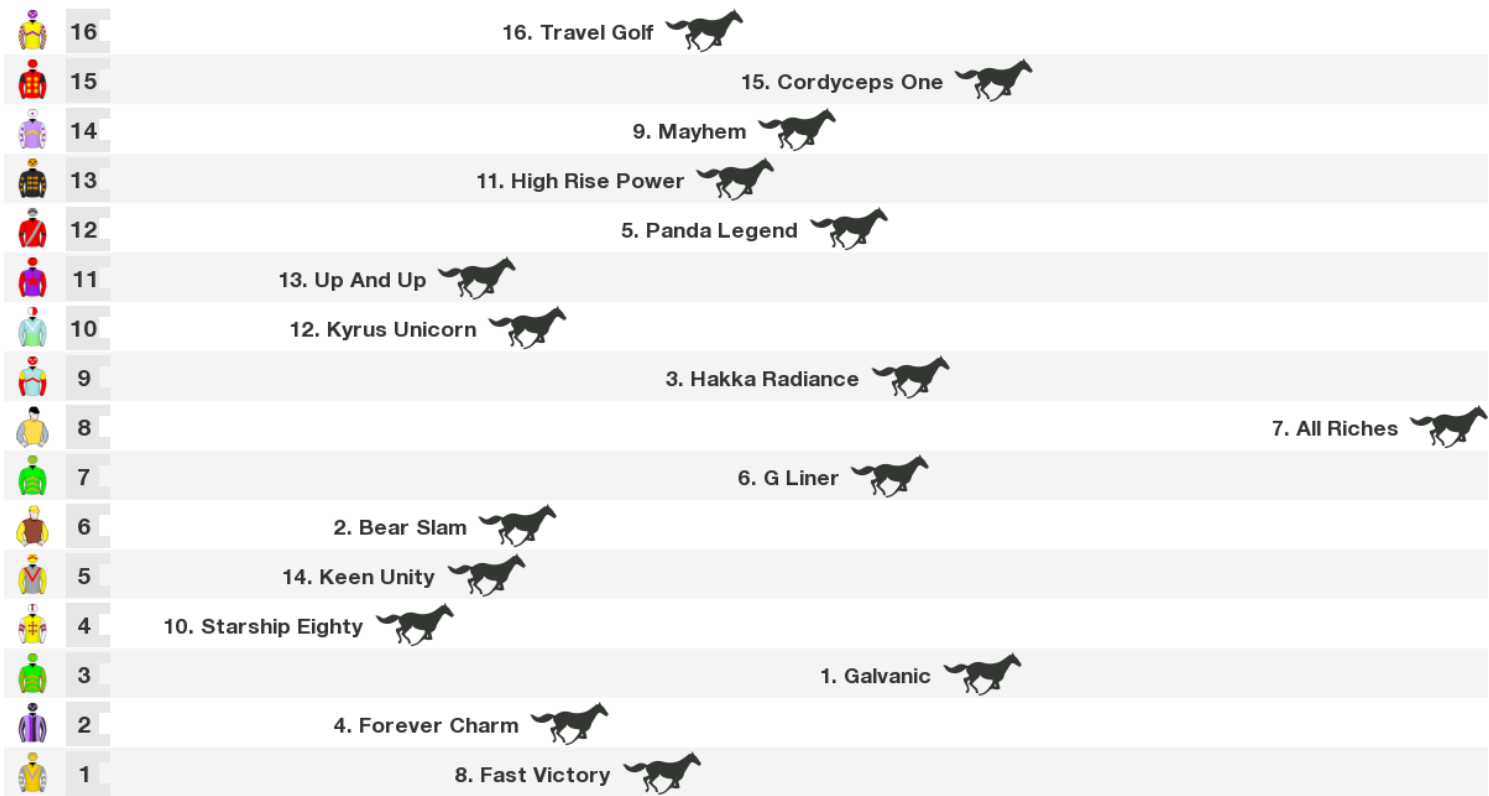 16 16. Travel Golf
15 15. Cordyceps One
14 9. Mayhem
13 11. High Rise Power
12 5. Panda Legend
11 13. Up And Up
10 12. Kyrus Unicorn
9 3. Hakka Radiance
8 7. All Riches
7 6. G Liner
6 2. Bear Slam
5 14. Keen Unity
4 10. Starship Eighty
3 1. Galvanic
2 4. Forever Charm
1 8. Fast Victory